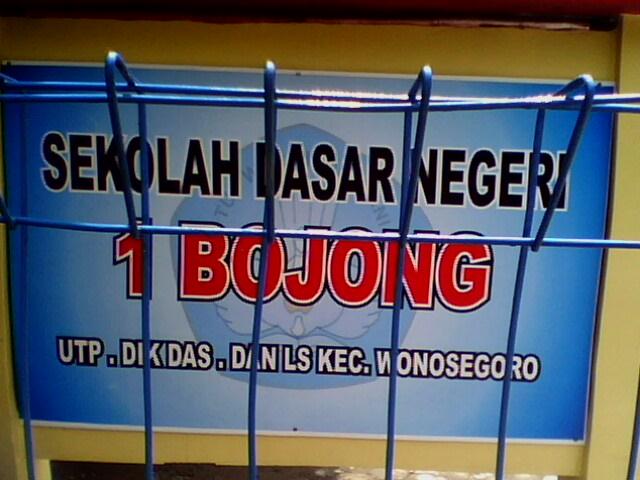 SEKOLAH DASAR NEGERI
1 BOJONG
UTP . DIKDAS . DAN LS KEC. WONOSEGORO